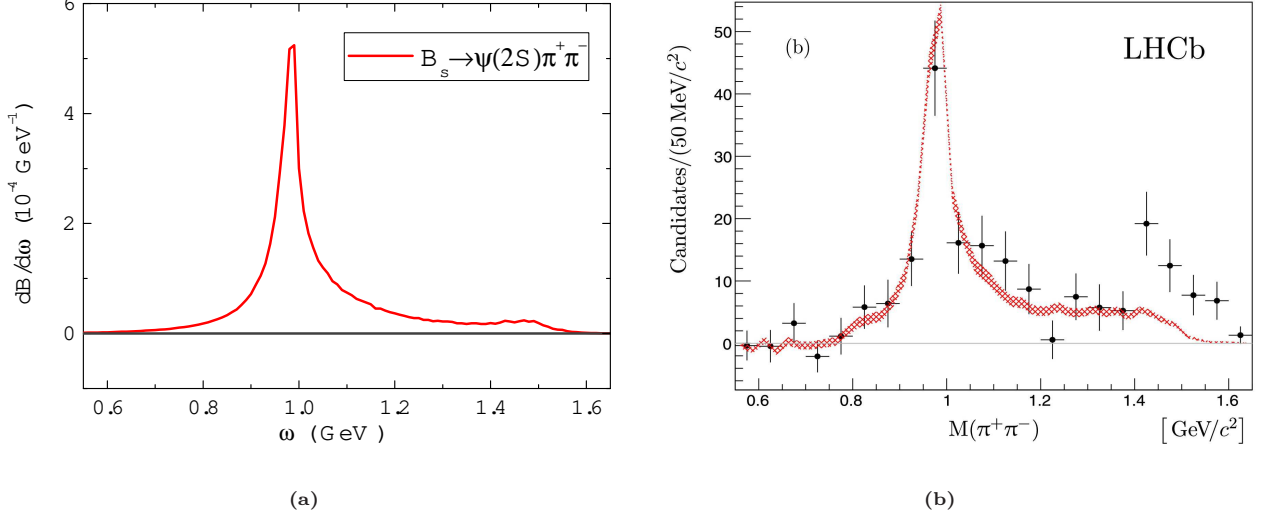 6
4
2
0
0.6
0.8
1.0
1.2
1.4
1.6
dB/dω (10⁻⁴ GeV⁻¹)
ω (GeV)
B_s→ψ(2S)π⁺π⁻
(a)
50
40
30
20
10
0
0.6
0.8
1
1.2
1.4
1.6
Candidates/(50 MeV/c²)
(b)
LHCb
M(π⁺π⁻)
[GeV/c²]
(b)